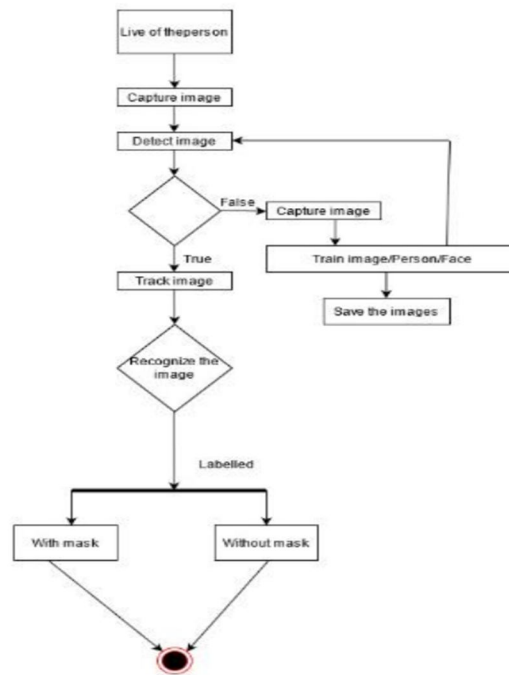 Live of theperson
Capture image
Detect image
False
Capture image
True
Train image/Person/Face
Track image
Save the images
Recognize the
image
Labelled
With mask
Without mask